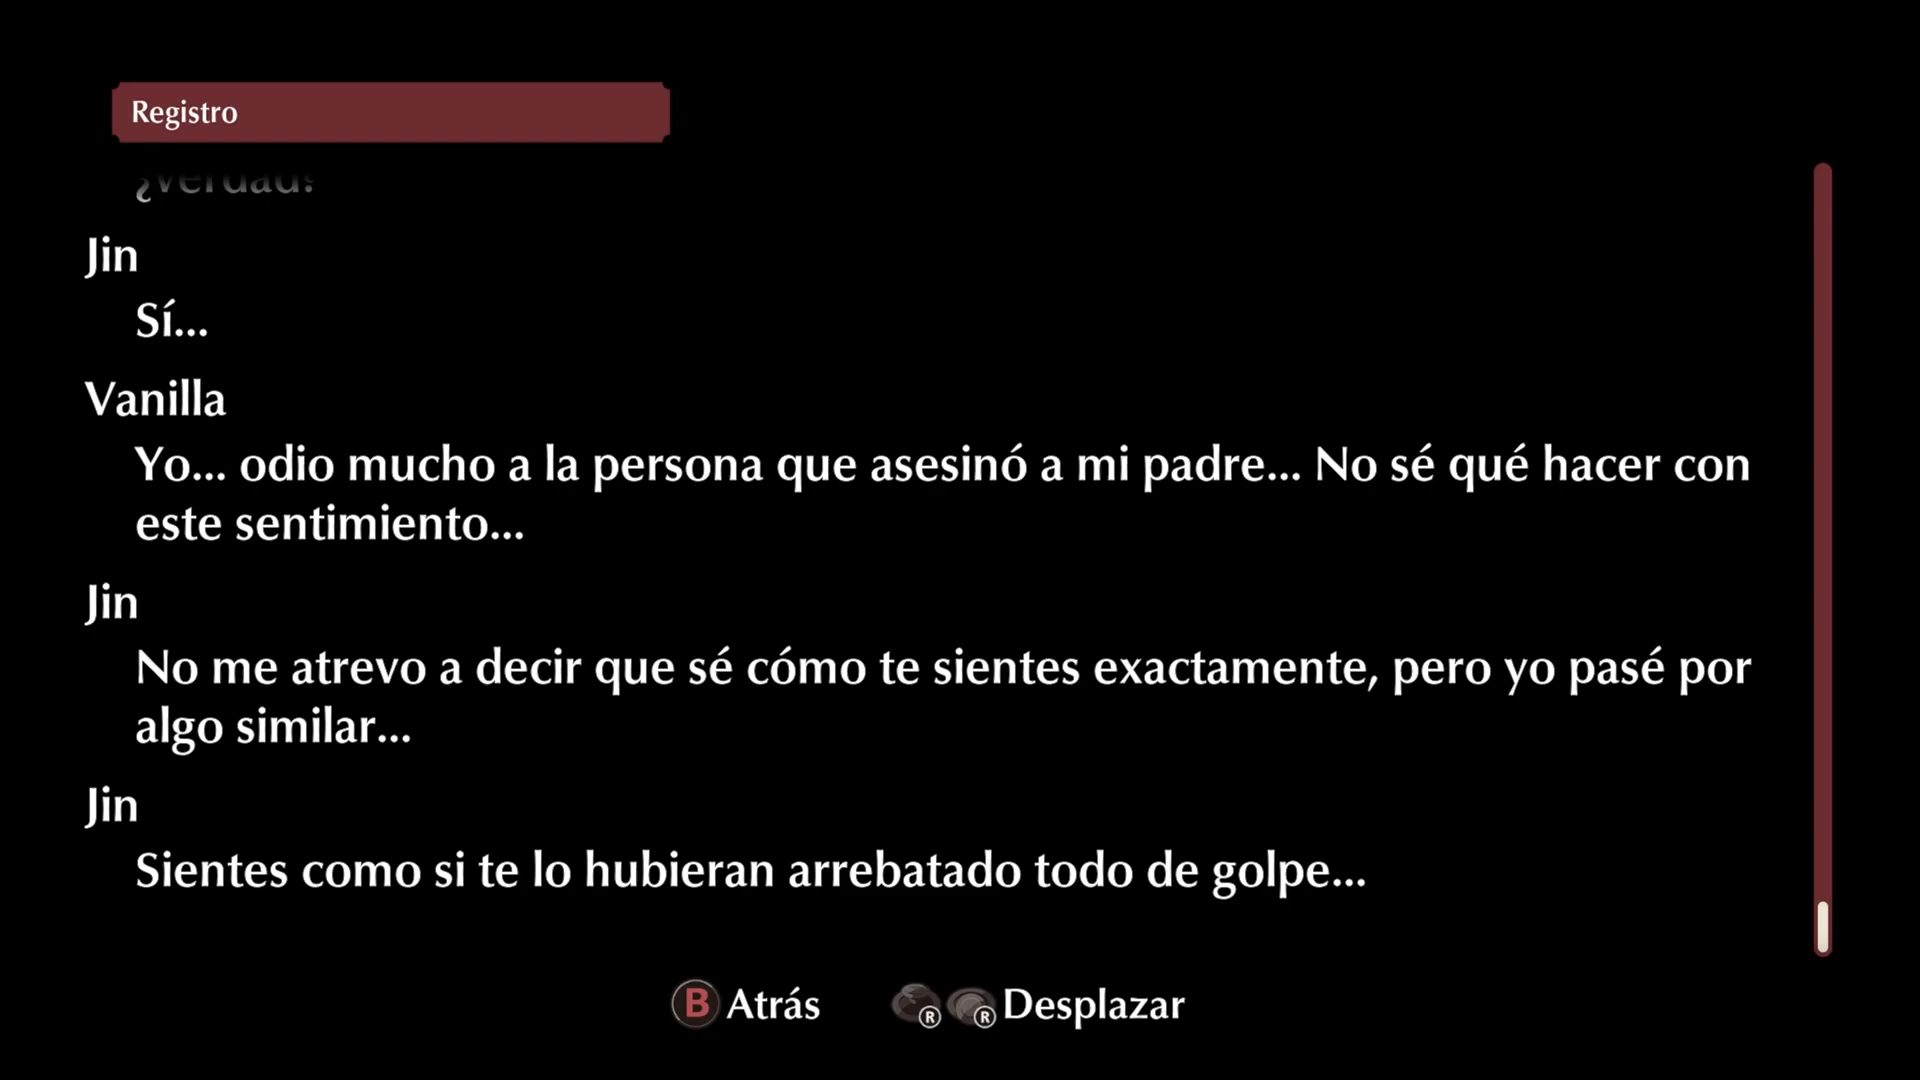 Registro
¿verdad?
Jin
Sí...
Vanilla
Yo... odio mucho a la persona que asesinó a mi padre... No sé qué hacer con
este sentimiento...
Jin
No me atrevo a decir que sé cómo te sientes exactamente, pero yo pasé por
algo similar...
Jin
Sientes como si te lo hubieran arrebatado todo de golpe...
B Atrás R R Desplazar